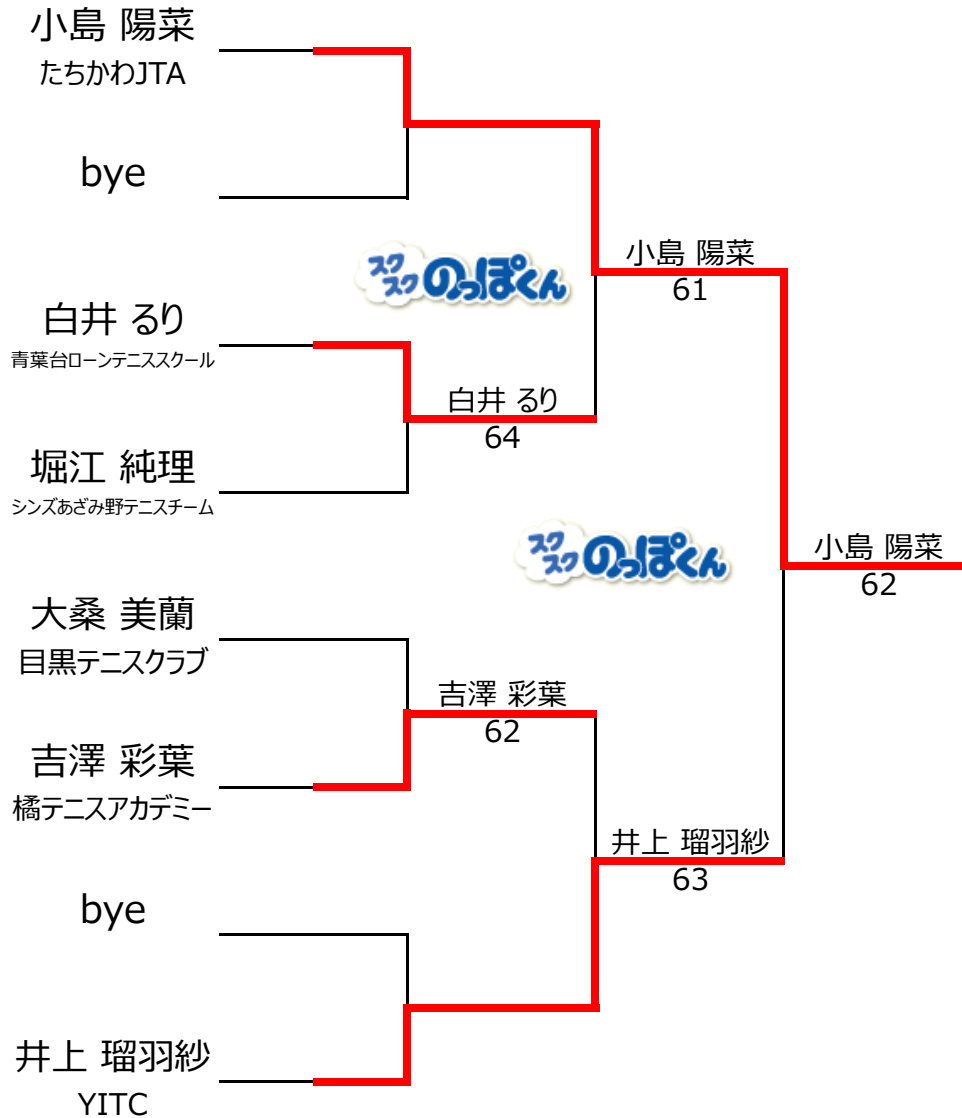 小島 陽菜
たちかわJTA
bye
スク
スク のっぽくん
小島 陽菜
61
白井 るり
青葉台ローンテニススクール
白井 るり
64
堀江 純理
シンズあざみ野テニスチーム
スク
スク のっぽくん
小島 陽菜
62
大桑 美蘭
目黒テニスクラブ
吉澤 彩葉
62
吉澤 彩葉
橘テニスアカデミー
井上 瑠羽紗
63
bye
井上 瑠羽紗
YITC